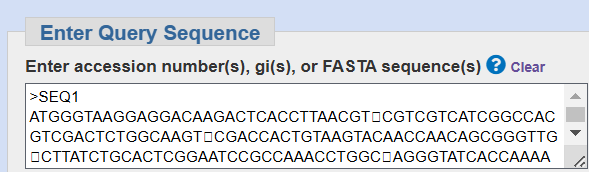 Enter Query Sequence
Enter accession number(s), gi(s), or FASTA sequence(s) ? Clear
>SEQ1
ATGGGTAAGGAGGACAAGACTCACCTTAACGT□CGTCGTCATCGGCCAC
GTCGACTCTGGCAAGT□CGACCACTGTAAGTACAACCAACAGCGGGTTG
□CTTATCTGCACTCGGAATCCGCCAAACCTGGC□AGGGTATCACCAAAA